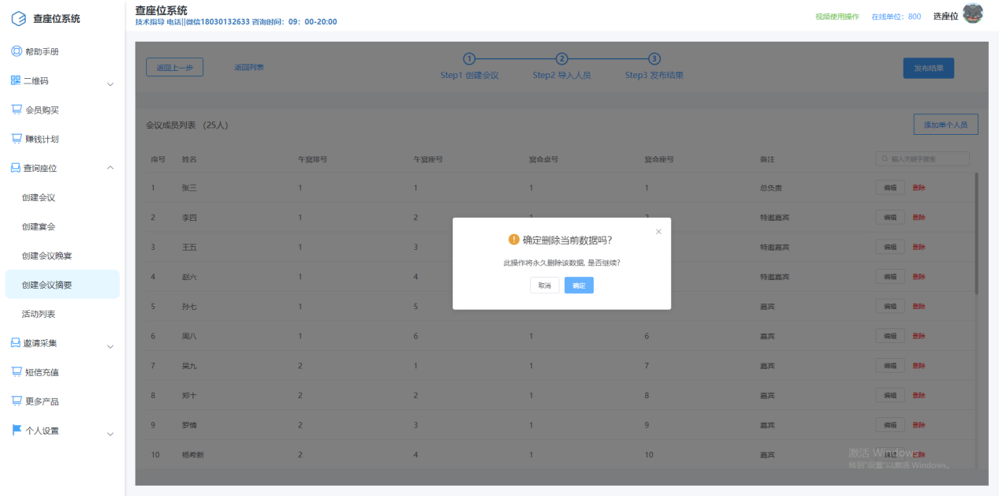 查座位系统
帮助手册
二维码
会员购买
赚钱计划
查询座位
创建会议
创建宴会
创建会议晚宴
创建会议摘要
活动列表
邀请采集
短信充值
更多产品
个人设置
查座位系统
技术指导 电话||微信18030132633 咨询时间：09：00-20:00
视频使用操作 在线单位：800 选座位
返回上一步 返回列表
1 2 3
Step1 创建会议 Step2 导入人员 Step3 发布结果
发布结果
会议成员列表 (25人)
添加单个人员
序号 姓名 午宴排号 午宴座号 宴会桌号 宴会座号 备注 输入关键字搜索
1 张三 1 1 1 1 总负责 编辑 删除
2 李四 1 2 1 2 特邀嘉宾 编辑 删除
3 王五 1 3 特邀嘉宾 编辑 删除
4 赵六 1 4 特邀嘉宾 编辑 删除
5 孙七 1 5 嘉宾 编辑 删除
6 周八 1 6 1 6 嘉宾 编辑 删除
7 吴九 2 1 1 7 嘉宾 编辑 删除
8 郑十 2 2 1 8 嘉宾 编辑 删除
9 罗情 2 3 1 9 嘉宾 编辑 删除
10 杨希新 2 4 1 10 嘉宾 编辑 删除
确定删除当前数据吗?
此操作将永久删除该数据, 是否继续?
取消 确定
激活 Windows
转到"设置"以激活 Windows。